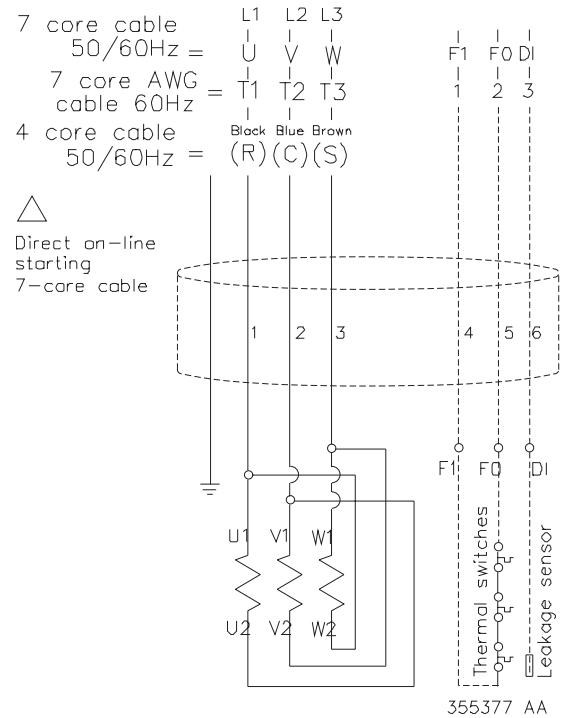 7 core cable
50/60Hz =
L1 L2 L3
U V W
7 core AWG
cable 60Hz =
T1 T2 T3
4 core cable
50/60Hz =
Black Blue Brown
(R) (C) (S)
F1 F0 DI
1 2 3
Direct on-line
starting
7-core cable
1 2 3 4 5 6
F1 F0 DI
U1 V1 W1
U2 V2 W2
Thermal switches
Leakage sensor
355377 AA